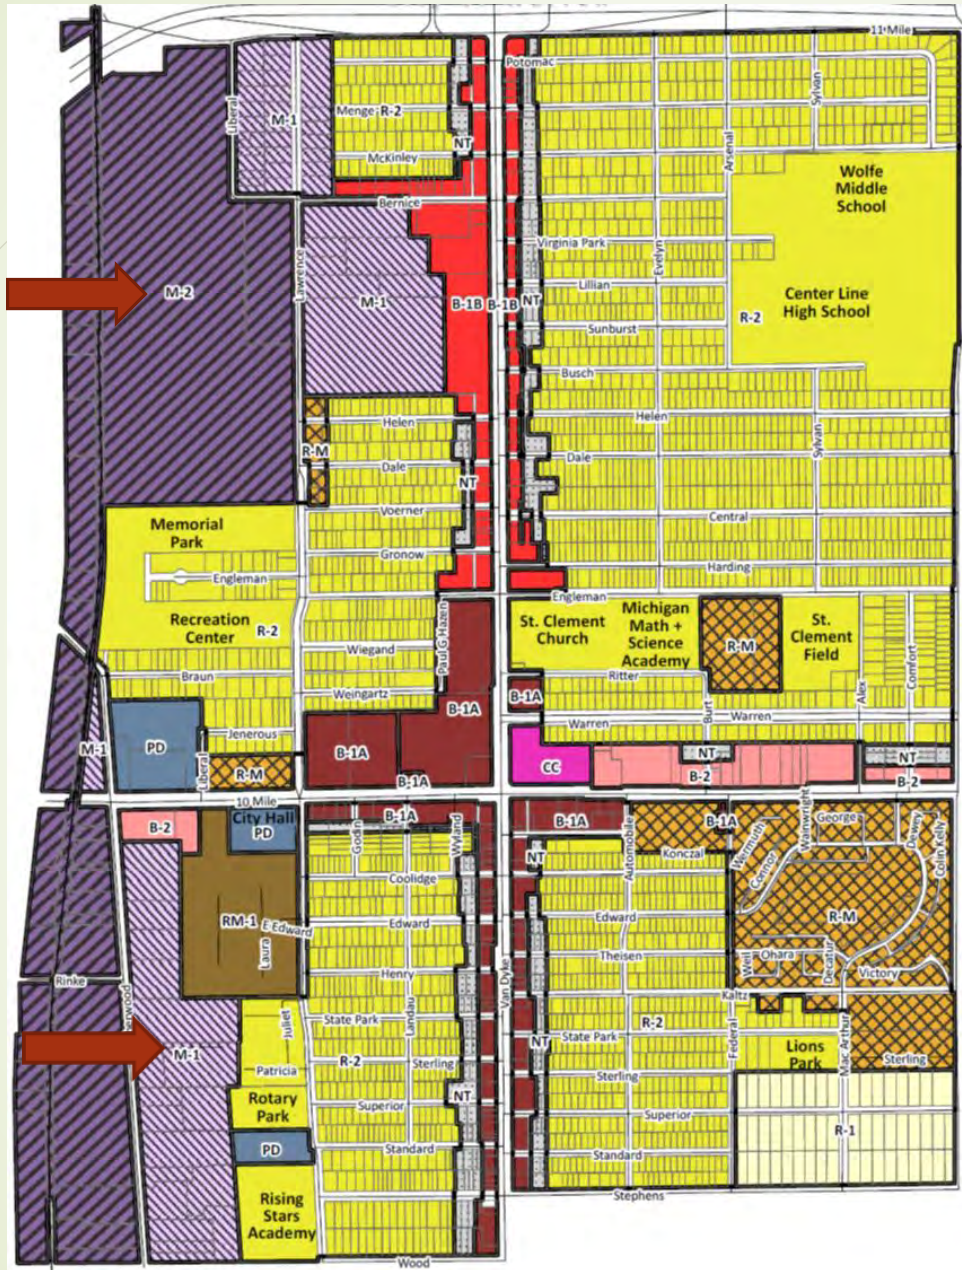 11 Mile
Potomac
Liberal
M-1
Menge
R-2
Sylvan
Arsenal
NT
McKinley
Wolfe
Middle
School
Bernice
Virginia Park
Evelyn
Lawrence
Lillian
M-2
M-1
B-1B
B-1B
NT
Center Line
High School
Sunburst
R-2
Busch
Helen
Helen
Sylvan
R-M
Dale
Dale
NT
Voerner
Central
Memorial
Park
Gronow
Harding
Engleman
Engleman
Recreation
Center
R-2
Paul G Hazen
St. Clement
Church
Michigan
Math +
Science
Academy
R-M
St.
Clement
Field
Wiegand
Comfort
Braun
Ritter
Weingartz
B-1A
B-1A
Alex
Burt
Warren
Warren
Jenerous
M-1
PD
B-1A
NT
NT
Liberal
R-M
B-1A
CC
B-2
B-2
10 Mile
City Hall
PD
B-1A
B-1A
B-1A
B-2
Godin
Wyland
Automobile
Wermuth
Connor
Wainwright
George
Dewey
Colin Kelly
Konczal
NT
Coolidge
RM-1
E Edward
Edward
Edward
R-M
Laura
Theisen
Weil
Ohara
Decatur
Henry
Victory
Rinke
Landau
Van Dyke
Kaltz
Juliet
State Park
State Park
R-2
Federal
Mac Arthur
NT
M-1
erwood
Lions
Park
Sterling
R-2
Sterling
Patricia
Sterling
Rotary
Park
NT
Superior
Superior
R-1
PD
Standard
Standard
Stephens
Rising
Stars
Academy
Wood